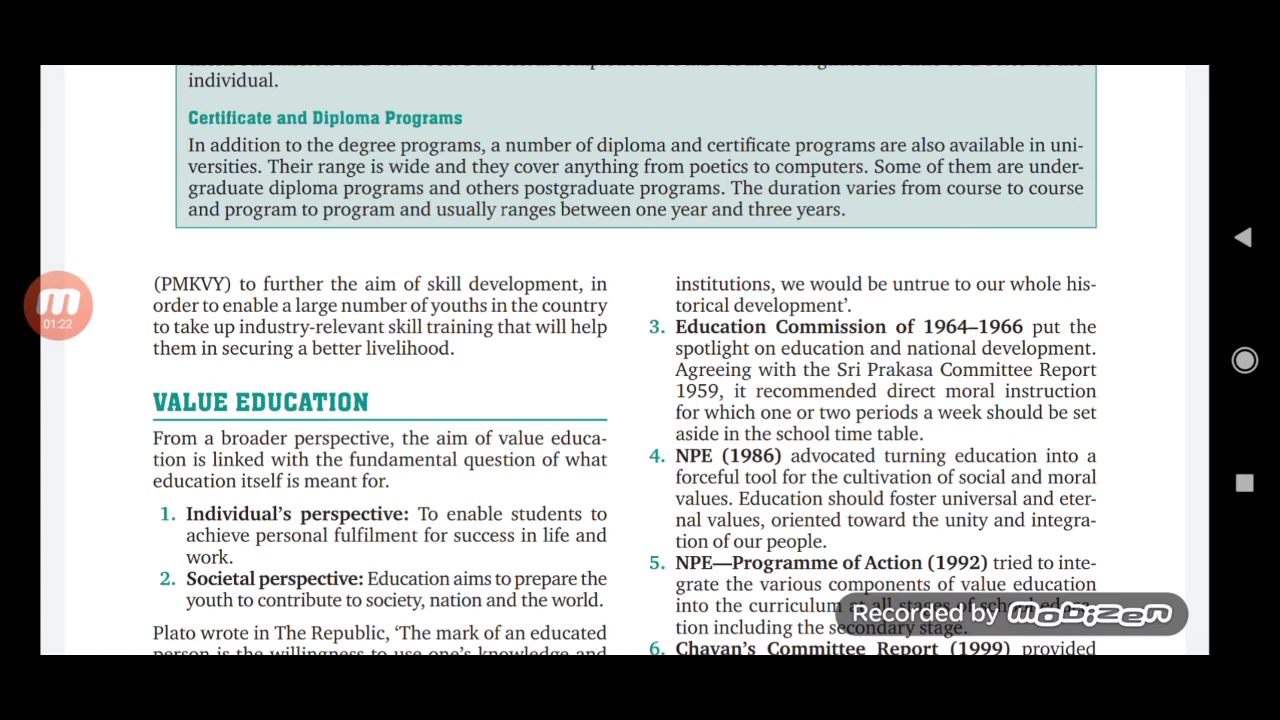 individual.
Certificate and Diploma Programs
In addition to the degree programs, a number of diploma and certificate programs are also available in uni-
versities. Their range is wide and they cover anything from poetics to computers. Some of them are under-
graduate diploma programs and others postgraduate programs. The duration varies from course to course
and program to program and usually ranges between one year and three years.
(PMKVY) to further the aim of skill development, in
order to enable a large number of youths in the country
to take up industry-relevant skill training that will help
them in securing a better livelihood.
VALUE EDUCATION
From a broader perspective, the aim of value educa-
tion is linked with the fundamental question of what
education itself is meant for.
1. Individual's perspective: To enable students to
achieve personal fulfilment for success in life and
work.
2. Societal perspective: Education aims to prepare the
youth to contribute to society, nation and the world.
Plato wrote in The Republic, 'The mark of an educated
person is the willingness to use one's knowledge and
institutions, we would be untrue to our whole his-
torical development'.
3. Education Commission of 1964–1966 put the
spotlight on education and national development.
Agreeing with the Sri Prakasa Committee Report
1959, it recommended direct moral instruction
for which one or two periods a week should be set
aside in the school time table.
4. NPE (1986) advocated turning education into a
forceful tool for the cultivation of social and moral
values. Education should foster universal and eter-
nal values, oriented toward the unity and integra-
tion of our people.
5. NPE—Programme of Action (1992) tried to inte-
grate the various components of value education
into the curriculum at all stages of school educa-
tion including the secondary stage.
6. Chavan's Committee Report (1999) provided
01:22
Recorded by mobizen